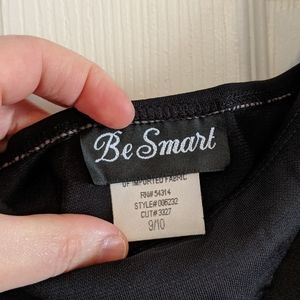 Be Smart
OF IMPORTED FABRIC
RN# 54314
STYLE# 006232
CUT# 3327
9/10